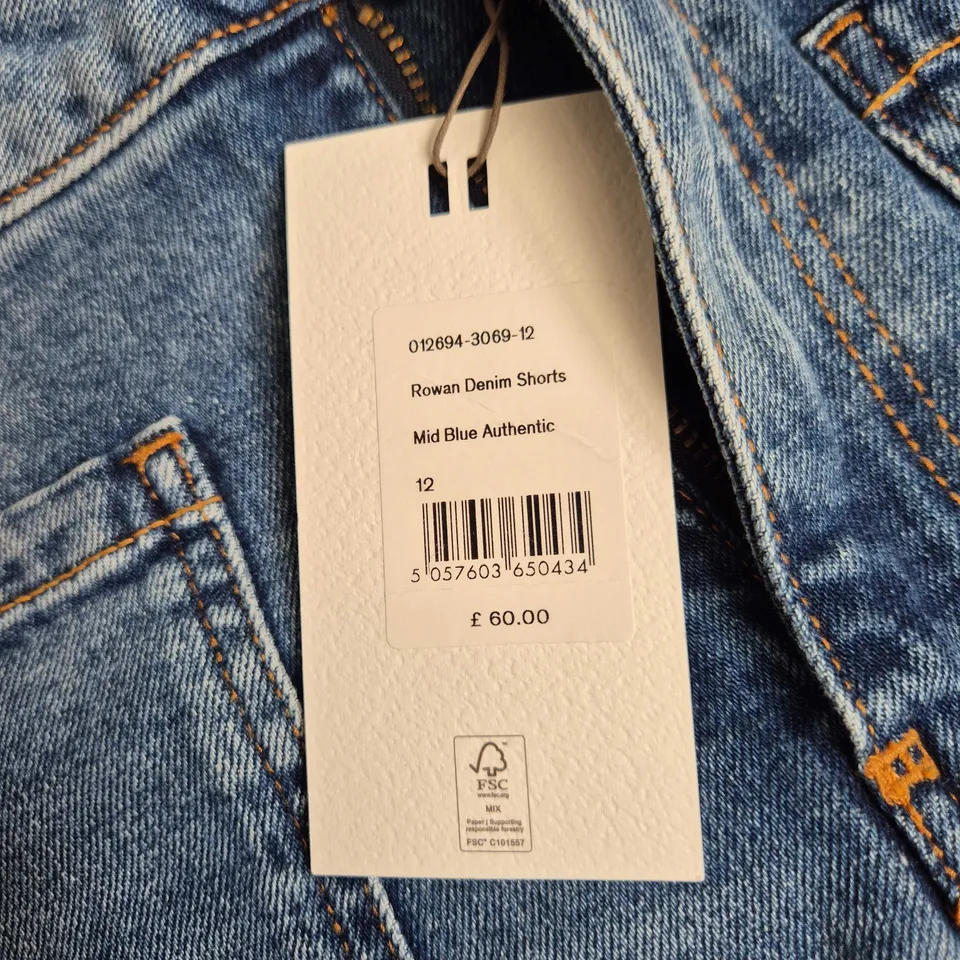 012694-3069-12
Rowan Denim Shorts
Mid Blue Authentic
12
5 057603 650434
£ 60.00
FSC
www.fsc.org
MIX
Paper | Supporting
responsible forestry
FSC® C101557